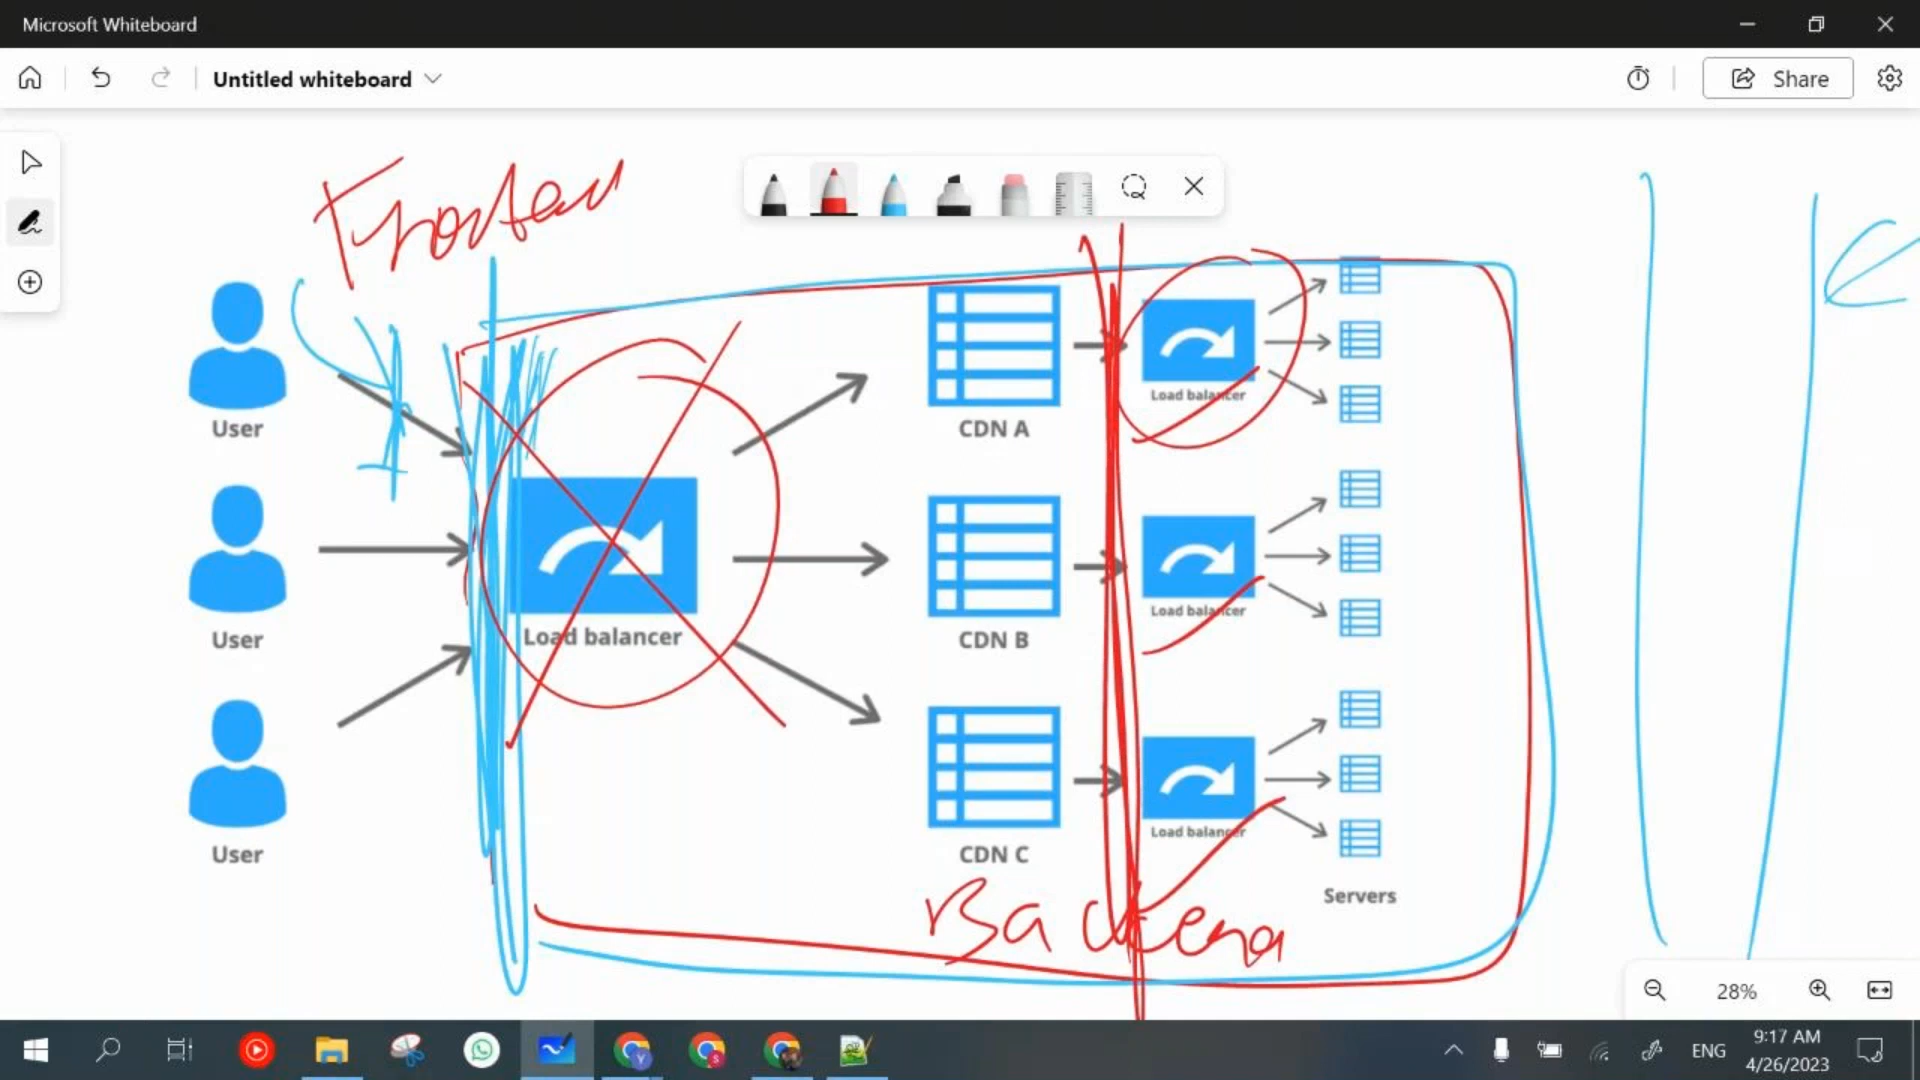 Microsoft Whiteboard
Untitled whiteboard
Share
User
User
User
Load balancer
CDN A
CDN B
CDN C
Load balancer
Load balancer
Load balancer
Servers
28%
ENG
9:17 AM
4/26/2023